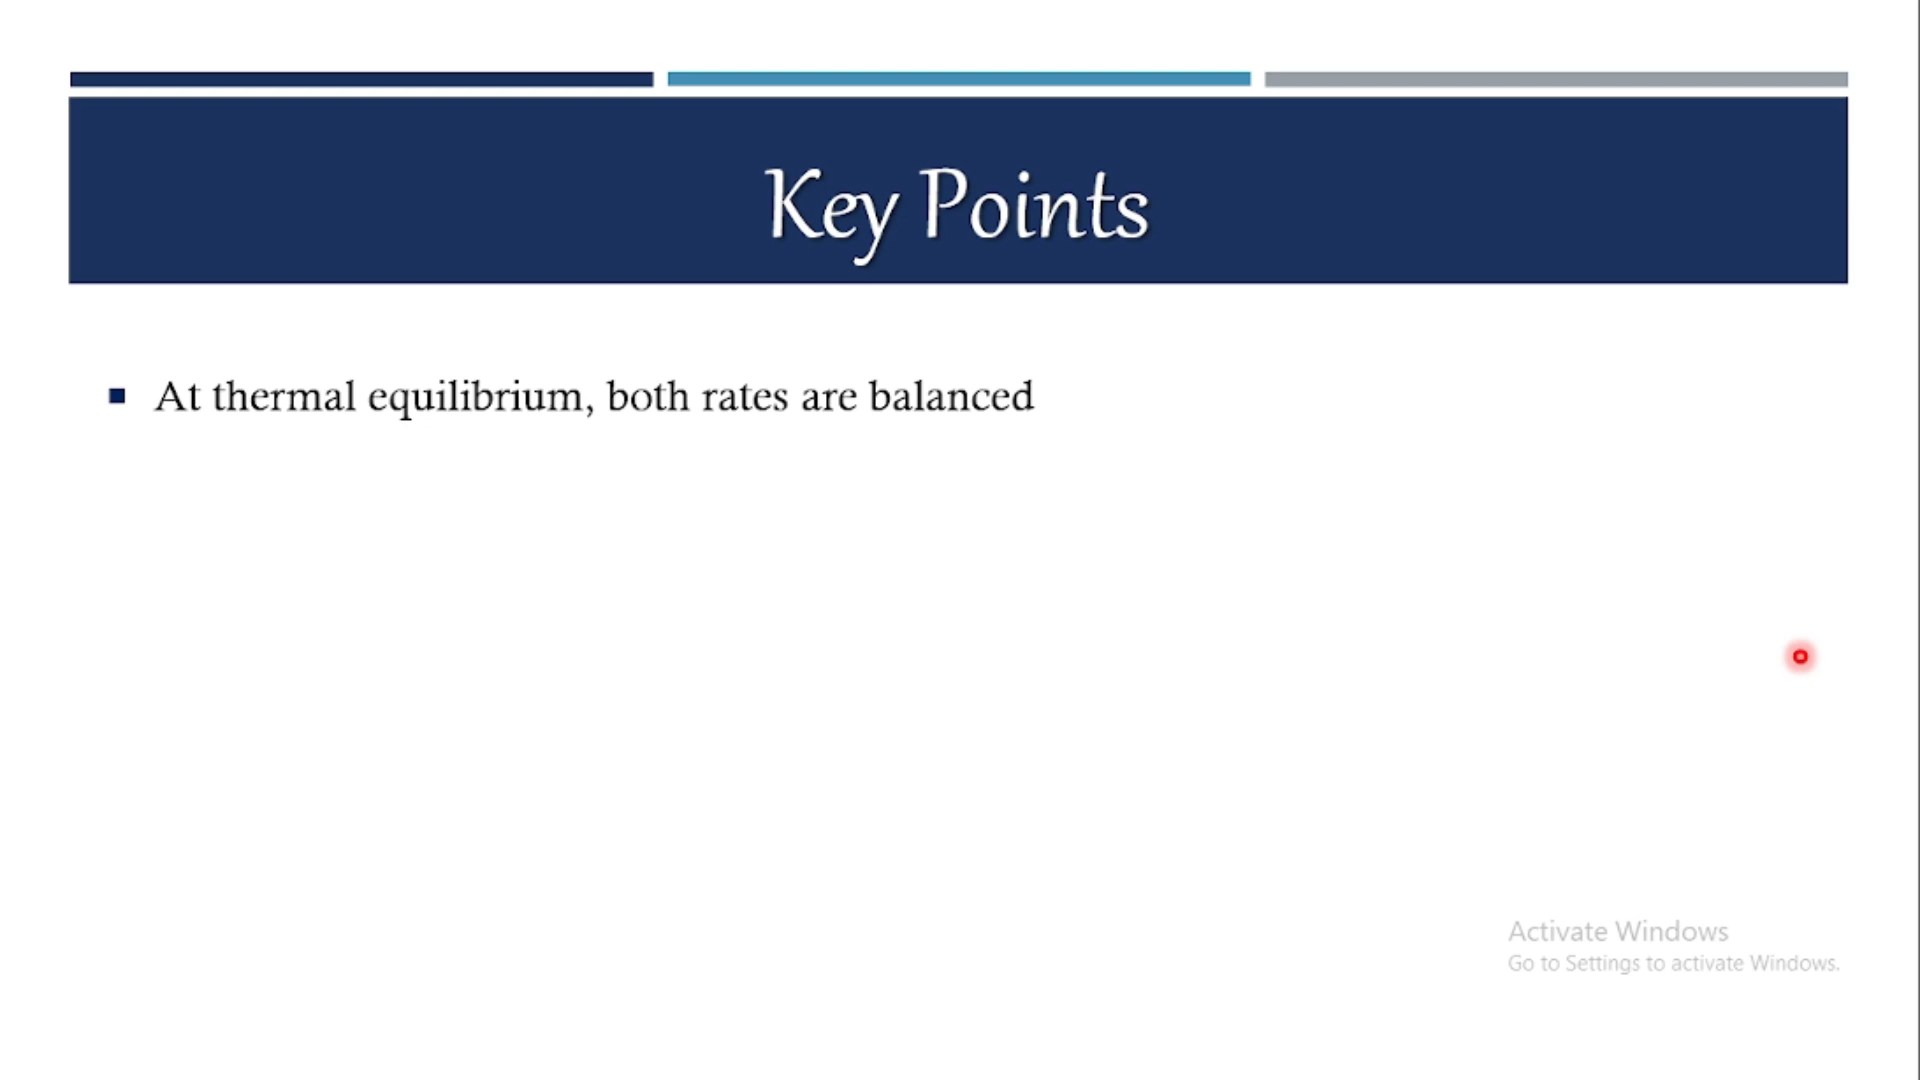 Key Points
At thermal equilibrium, both rates are balanced
Activate Windows
Go to Settings to activate Windows.